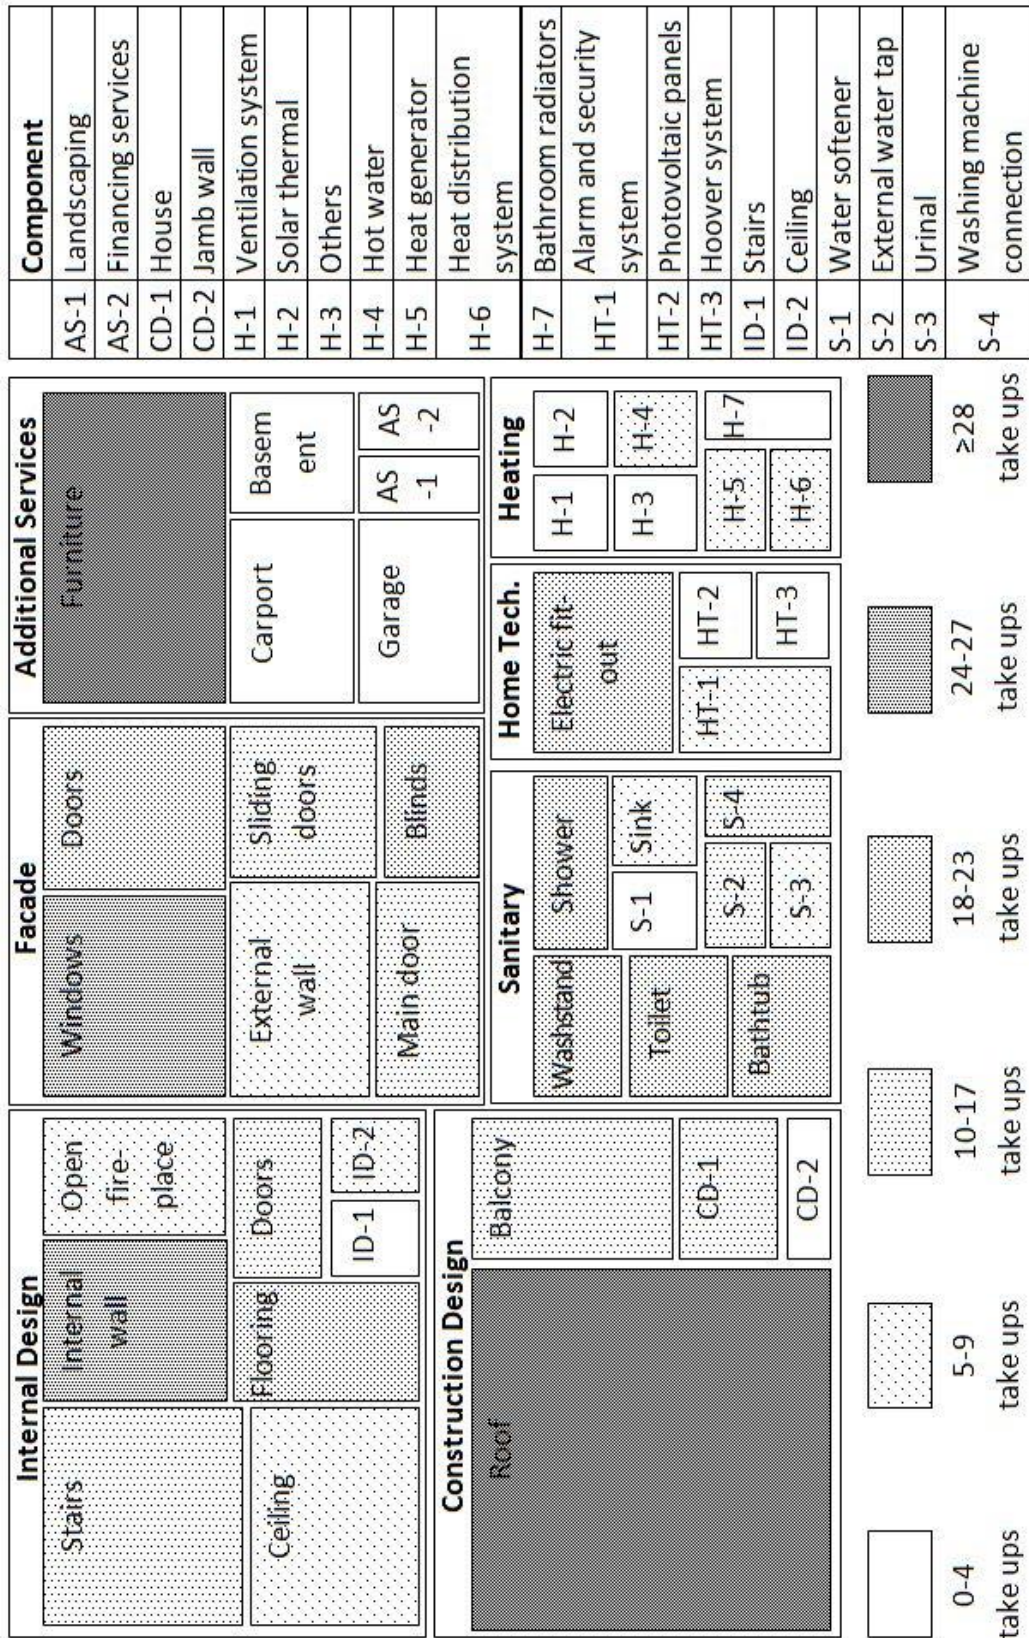 Internal Design
Stairs
Internal
wall
Open
fire-
place
Ceiling
Flooring
Doors
ID-1
ID-2
Facade
Windows
Doors
External
wall
Sliding
doors
Main door
Blinds
Additional Services
Furniture
Carport
Basem
ent
Garage
AS
-1
AS
-2
Construction Design
Roof
Balcony
CD-1
CD-2
Sanitary
Washstand
Shower
Toilet
S-1
Sink
Bathtub
S-2
S-3
S-4
Home Tech.
Electric fit-
out
HT-1
HT-2
HT-3
Heating
H-1
H-2
H-3
H-4
H-5
H-6
H-7
0-4
take ups
5-9
take ups
10-17
take ups
18-23
take ups
24-27
take ups
≥28
take ups
Component
AS-1 Landscaping
AS-2 Financing services
CD-1 House
CD-2 Jamb wall
H-1 Ventilation system
H-2 Solar thermal
H-3 Others
H-4 Hot water
H-5 Heat generator
H-6 Heat distribution
system
H-7 Bathroom radiators
HT-1 Alarm and security
system
HT-2 Photovoltaic panels
HT-3 Hoover system
ID-1 Stairs
ID-2 Ceiling
S-1 Water softener
S-2 External water tap
S-3 Urinal
S-4 Washing machine
connection